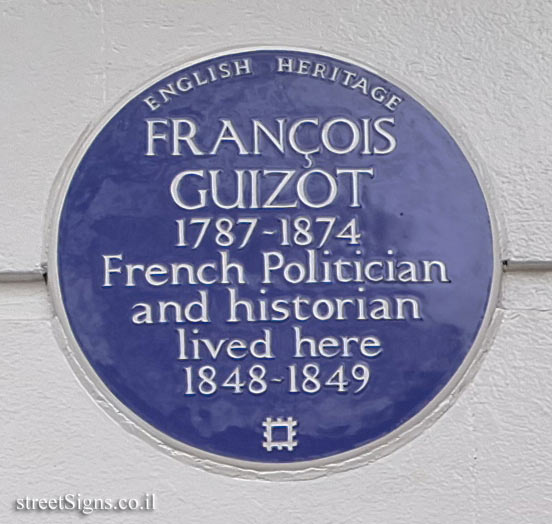 ENGLISH HERITAGE
FRANÇOIS
GUIZOT
1787-1874
French Politician
and historian
lived here
1848-1849
streetSigns.co.il